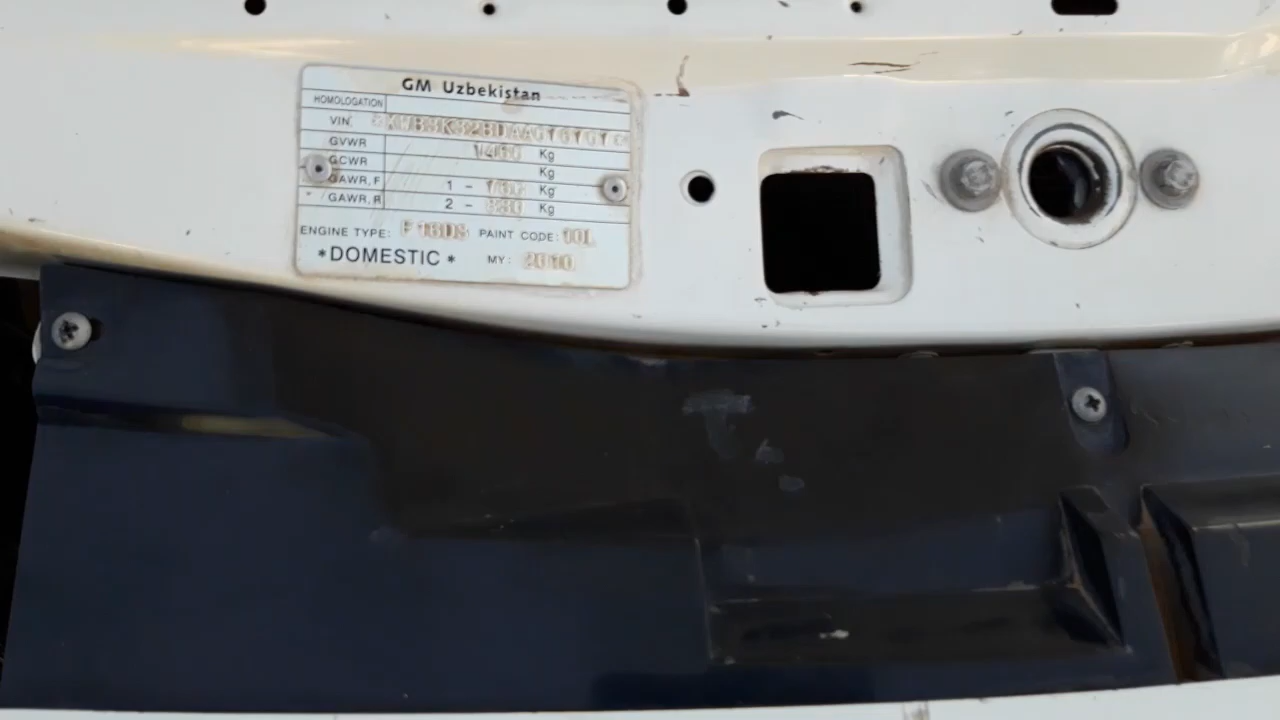 GM Uzbekistan
HOMOLOGATION
VIN
GVWR Kg
GCWR Kg
GAWR, F 1 - Kg
GAWR, R 2 - Kg
ENGINE TYPE: PAINT CODE: 10L
*DOMESTIC* MY: 2010